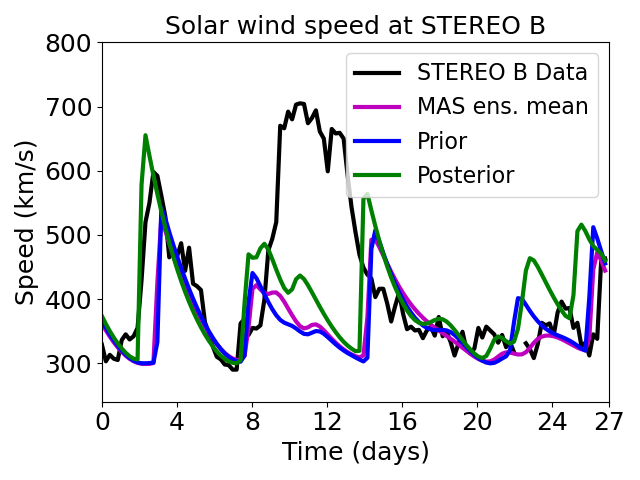 Solar wind speed at STEREO B
800
700
600
500
400
300
Speed (km/s)
STEREO B Data
MAS ens. mean
Prior
Posterior
0 4 8 12 16 20 24 27
Time (days)